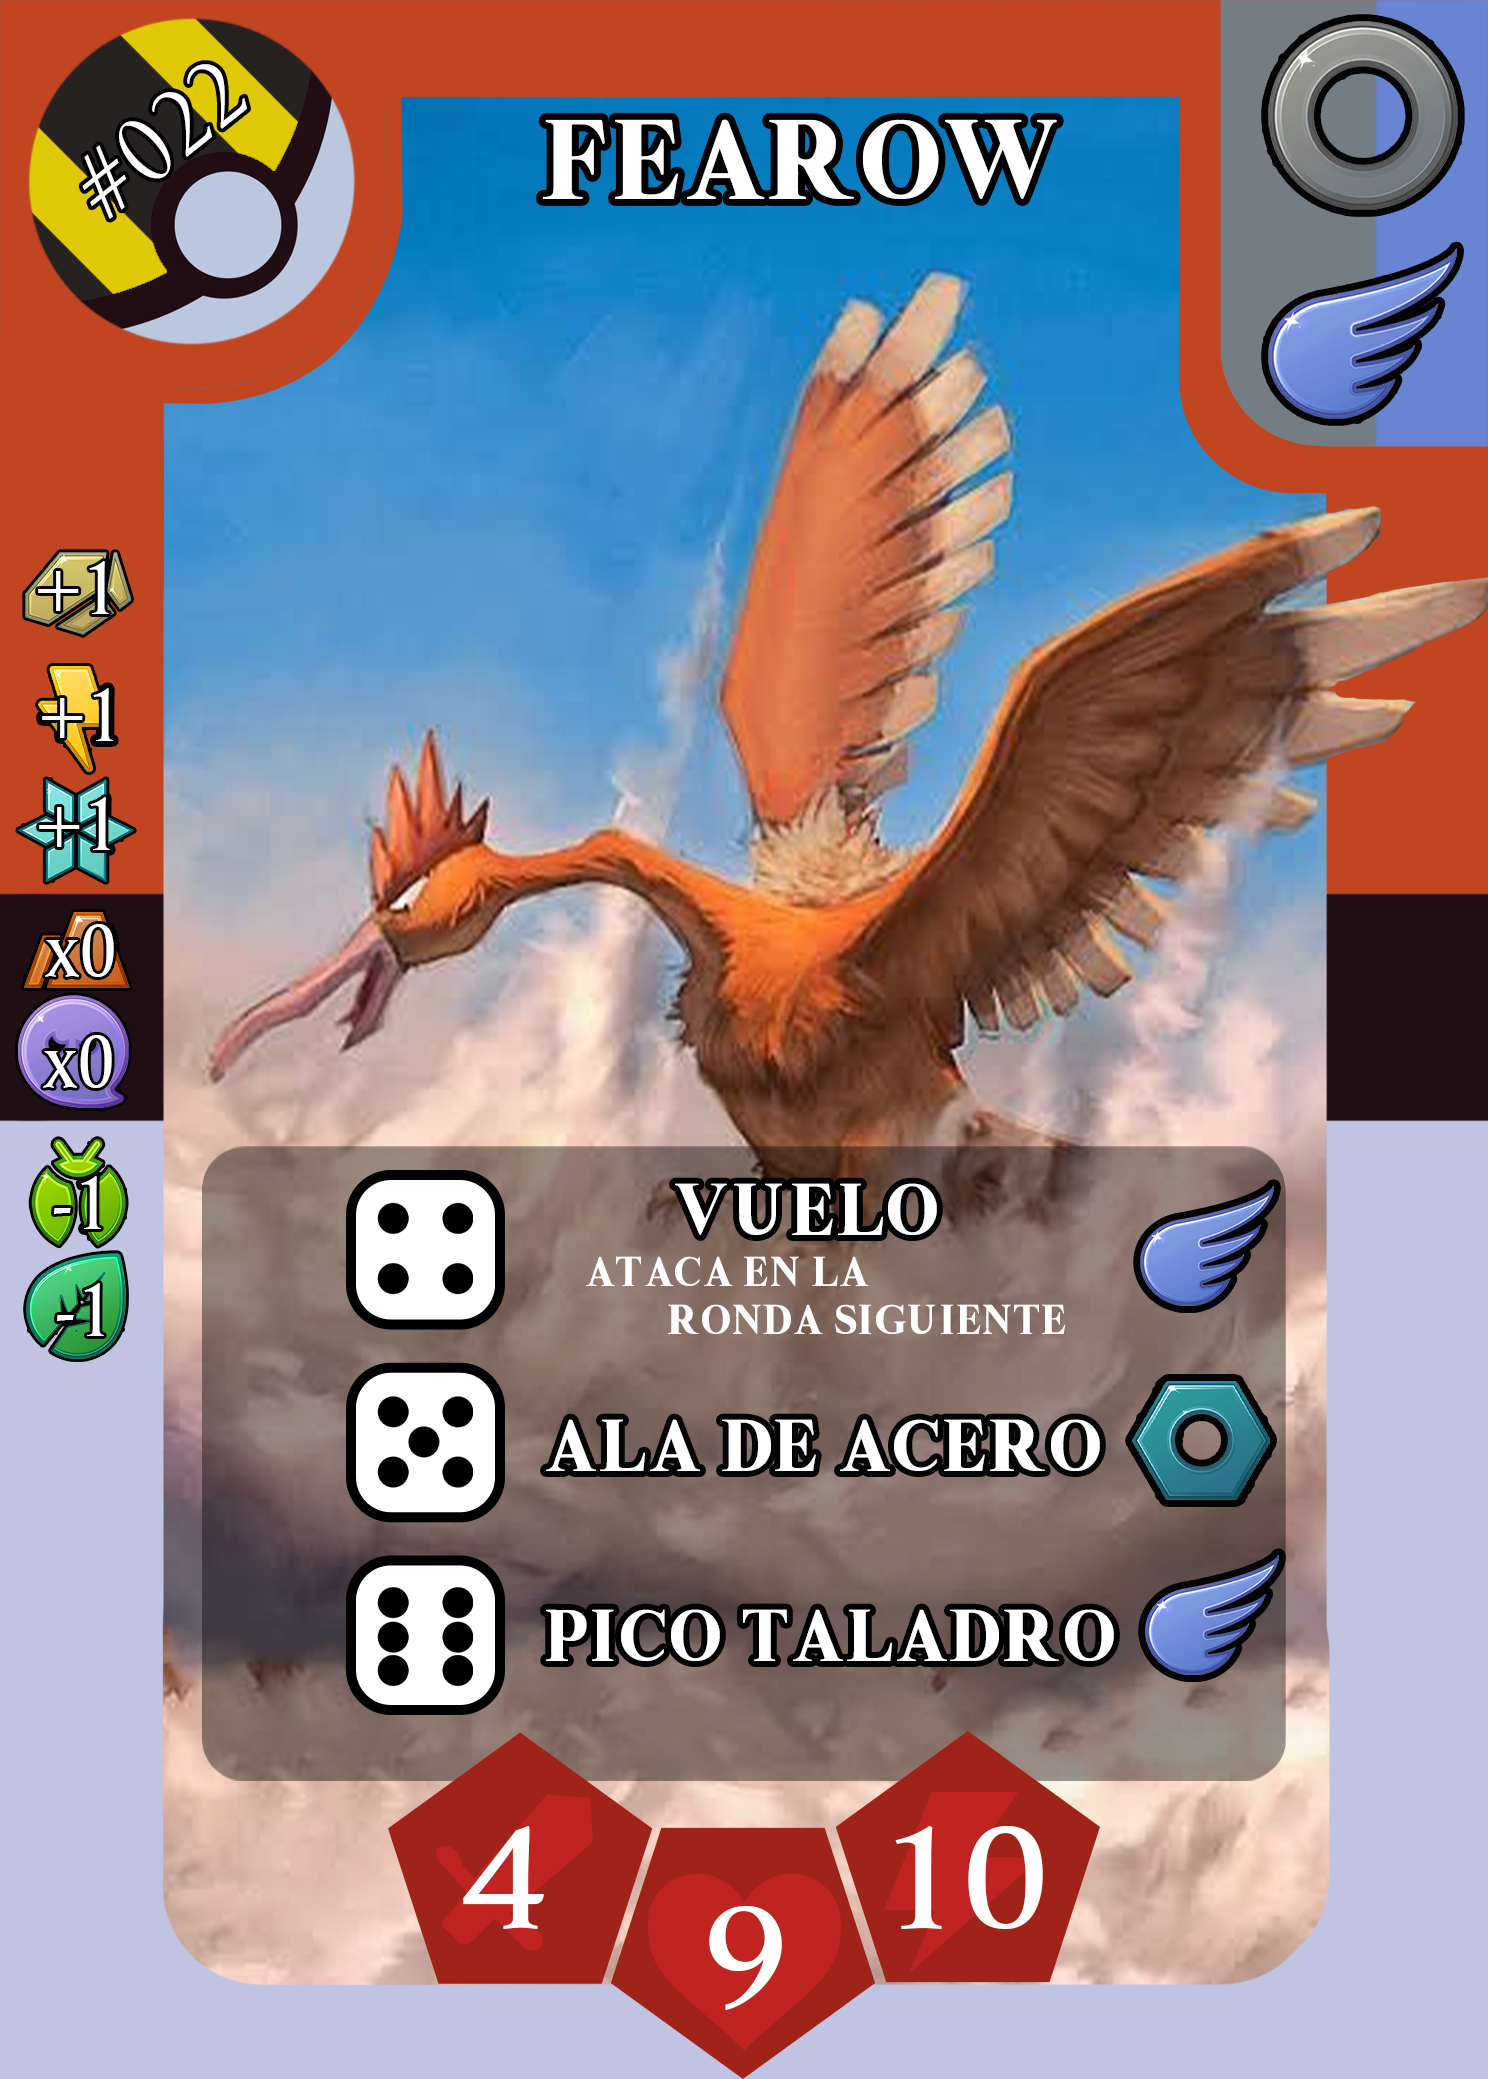 #022
FEAROW
+1
+1
+1
x0
x0
-1
-1
VUELO
ATACA EN LA
RONDA SIGUIENTE
ALA DE ACERO
PICO TALADRO
4
9
10